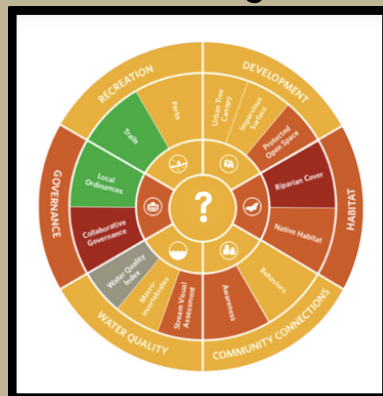 RECREATION
DEVELOPMENT
Trails
Parks
Urban Tree
Canopy
Impervious
Surface
Protected
Open Space
GOVERNANCE
Local
Ordinances
Collaborative
Governance
?
Riparian Cover
Native Habitat
HABITAT
Water Quality
Index
Macro-
invertebrates
Stream Visual
Assessment
Awareness
Behaviors
WATER QUALITY
COMMUNITY CONNECTIONS